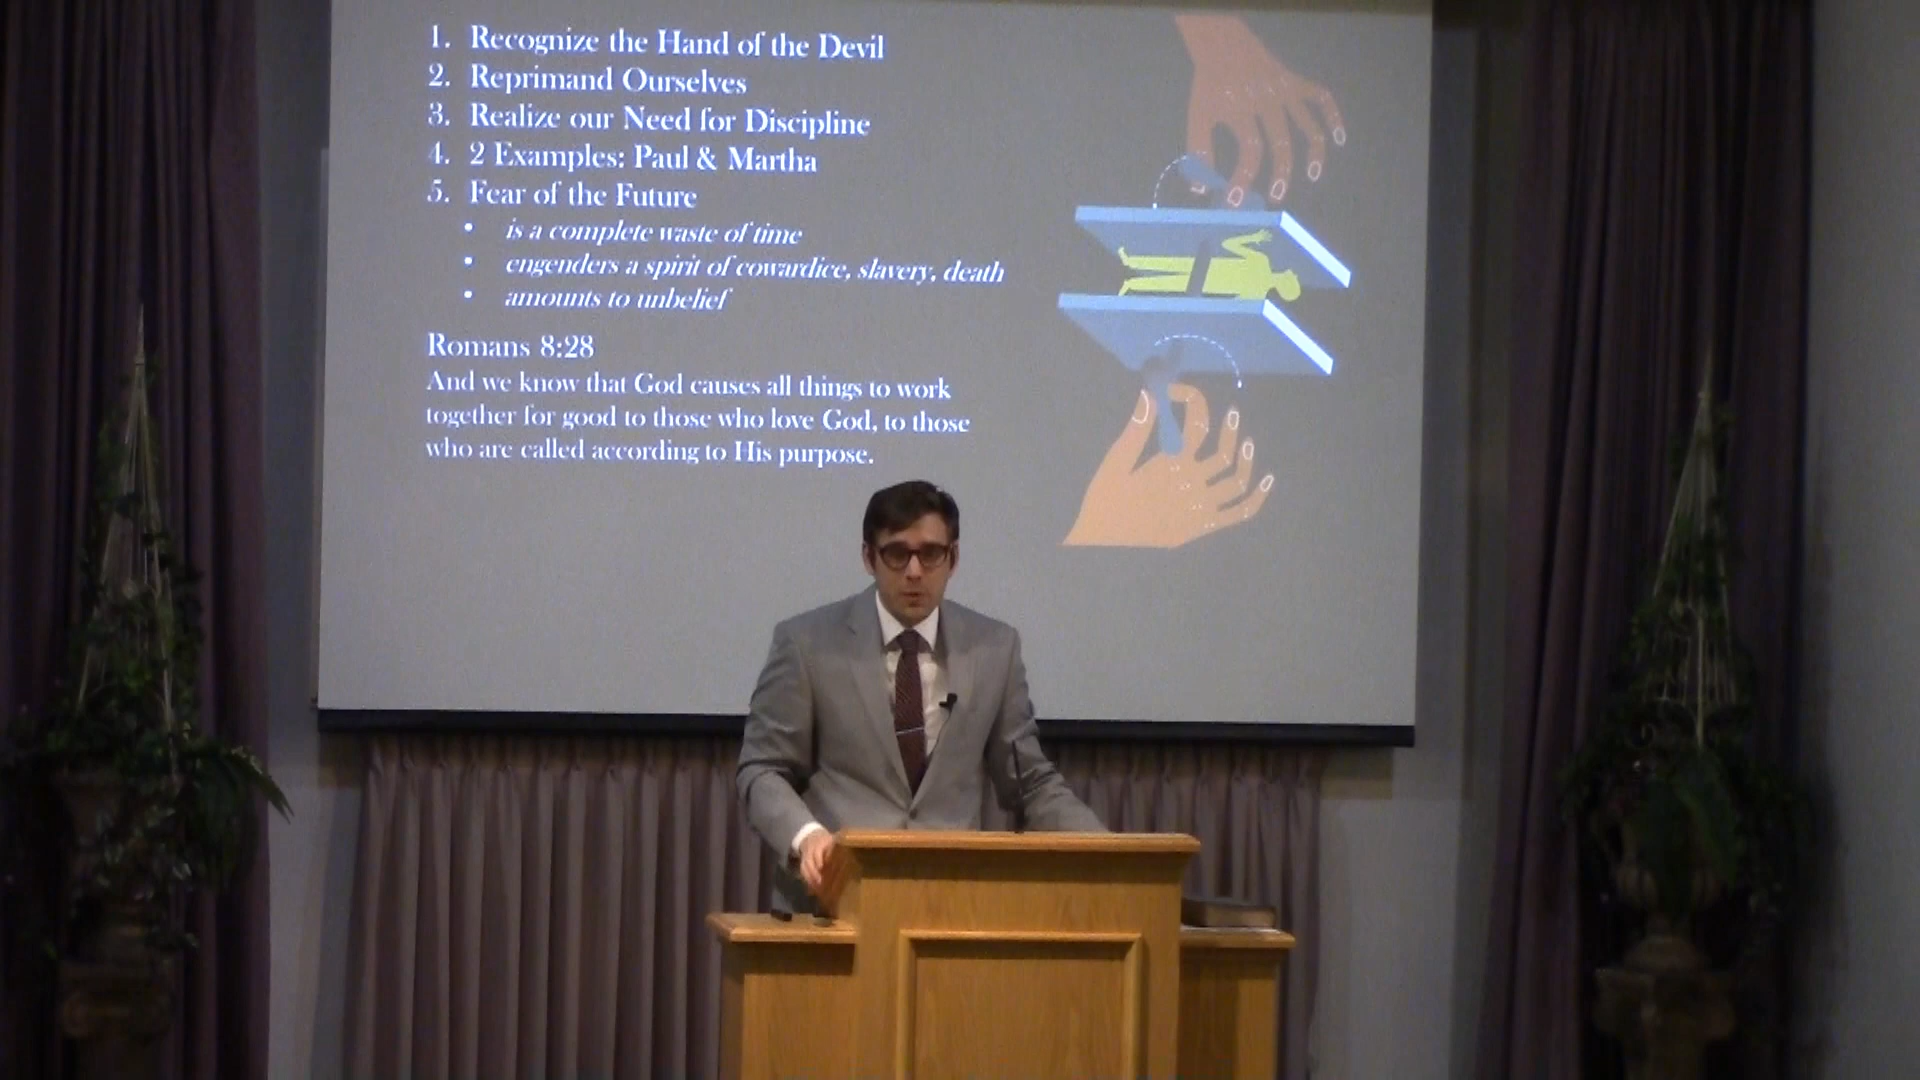 1. Recognize the Hand of the Devil
2. Reprimand Ourselves
3. Realize our Need for Discipline
4. 2 Examples: Paul & Martha
5. Fear of the Future
• is a complete waste of time
• engenders a spirit of cowardice, slavery, death
• amounts to unbelief
Romans 8:28
And we know that God causes all things to work
together for good to those who love God, to those
who are called according to His purpose.